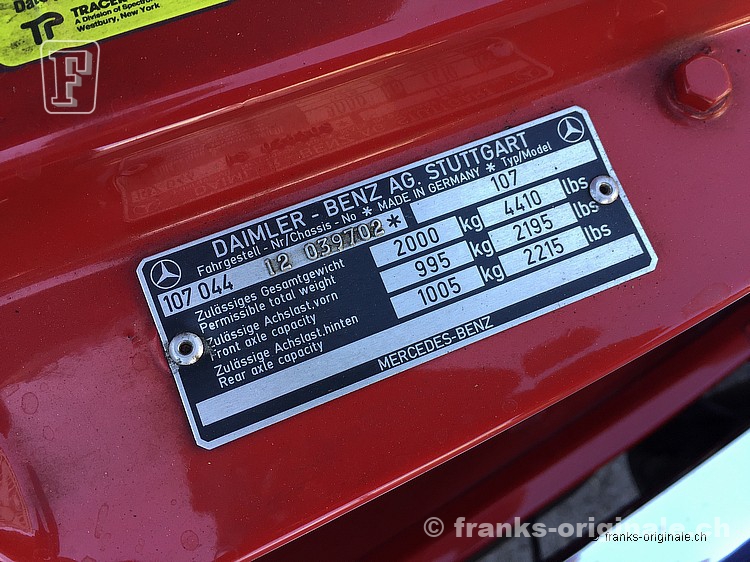 TRACER
A Division of Spectrum
TP
Westbury, New York
F
DAIMLER - BENZ AG. STUTTGART
Fahrgestell - Nr/Chassis - No * MADE IN GERMANY * Typ/Model
107 044 12 039702 * 107
Zulässiges Gesamtgewicht
Permissible total weight 2000 kg 4410 lbs
Zulässige Achslast.vorn
Front axle capacity 995 kg 2195 lbs
Zulässige Achslast.hinten
Rear axle capacity 1005 kg 2215 lbs
MERCEDES-BENZ
© franks-originale.ch
© franks-originale.ch